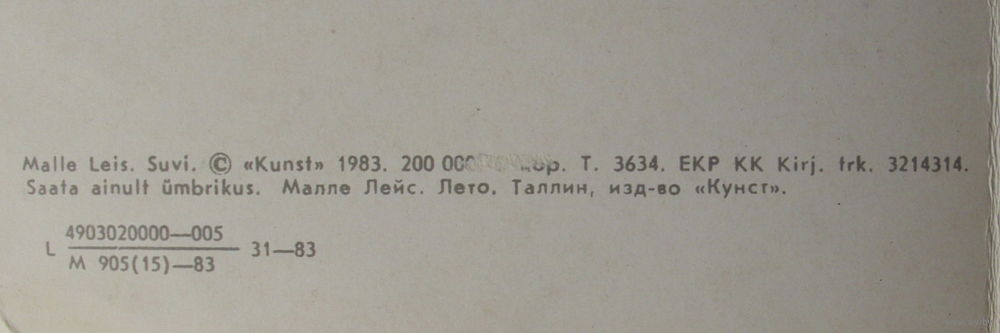 Malle Leis. Suvi. © «Kunst» 1983. 200 000 T. 3634. EKP KK Kirj. trk. 3214314.
Saata ainult ümbrikus. Малле Лейс. Лето. Таллин, изд-во «Кунст».
4903020000—005
L 31—83
M 905(15)—83